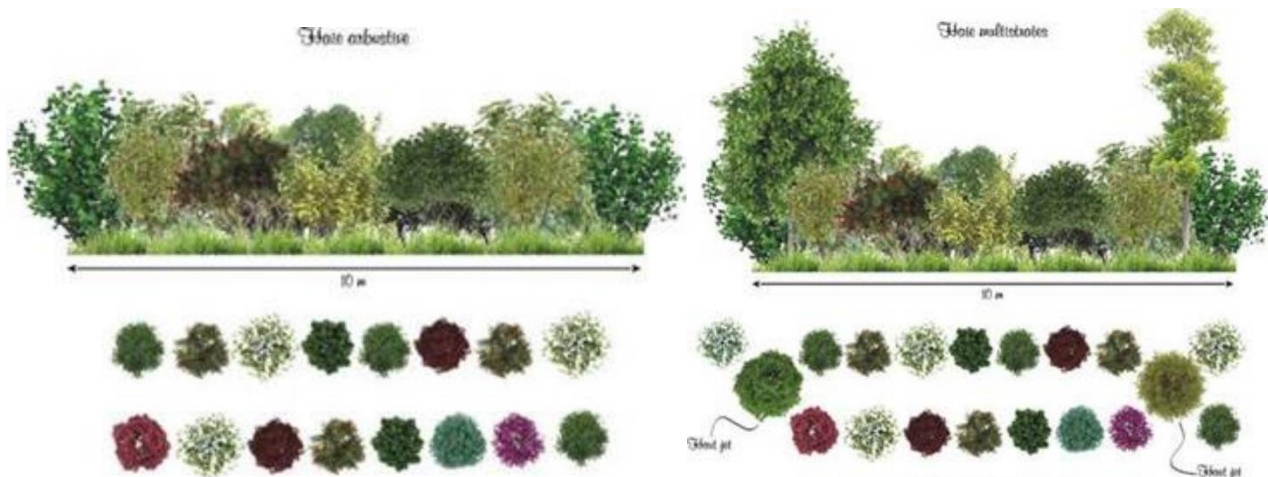 Haie arbustive
10 m
Haie multistrates
10 m
Haut jet
Haut jet